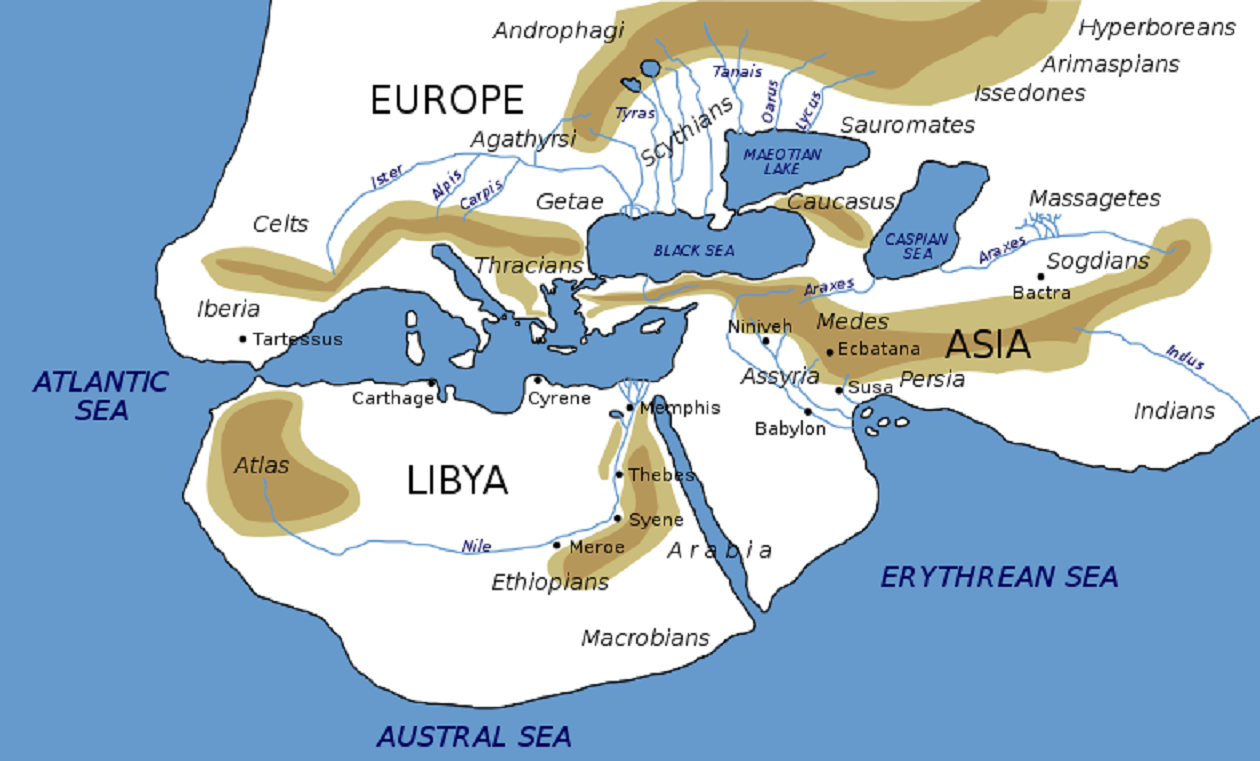 Androphagi
Hyperboreans
Arimaspians
Issedones
EUROPE
Tanais
Oarus
Lycus
Tyras
Scythians
Sauromates
Agathyrsi
MAEOTIAN
LAKE
Ister
Alpis
Carpis
Getae
Caucasus
Massagetes
Celts
BLACK SEA
CASPIAN
SEA
Araxes
Sogdians
Thracians
Araxes
Bactra
Iberia
Tartessus
Niniveh
Medes
Ecbatana
ASIA
Indus
ATLANTIC
SEA
Assyria
Susa
Persia
Carthage
Cyrene
Memphis
Babylon
Indians
Atlas
LIBYA
Thebes
Syene
Nile
Meroe
Arabia
Ethiopians
ERYTHREAN SEA
Macrobians
AUSTRAL SEA